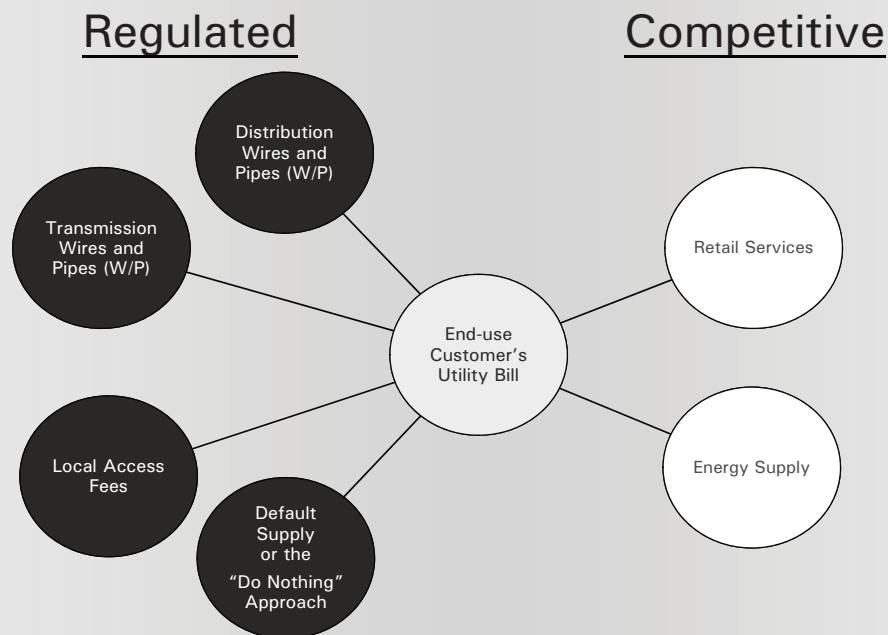 Regulated
Competitive
Distribution
Wires and
Pipes (W/P)
Transmission
Wires and
Pipes (W/P)
Retail Services
End-use
Customer’s
Utility Bill
Local Access
Fees
Energy Supply
Default
Supply
or the
“Do Nothing”
Approach